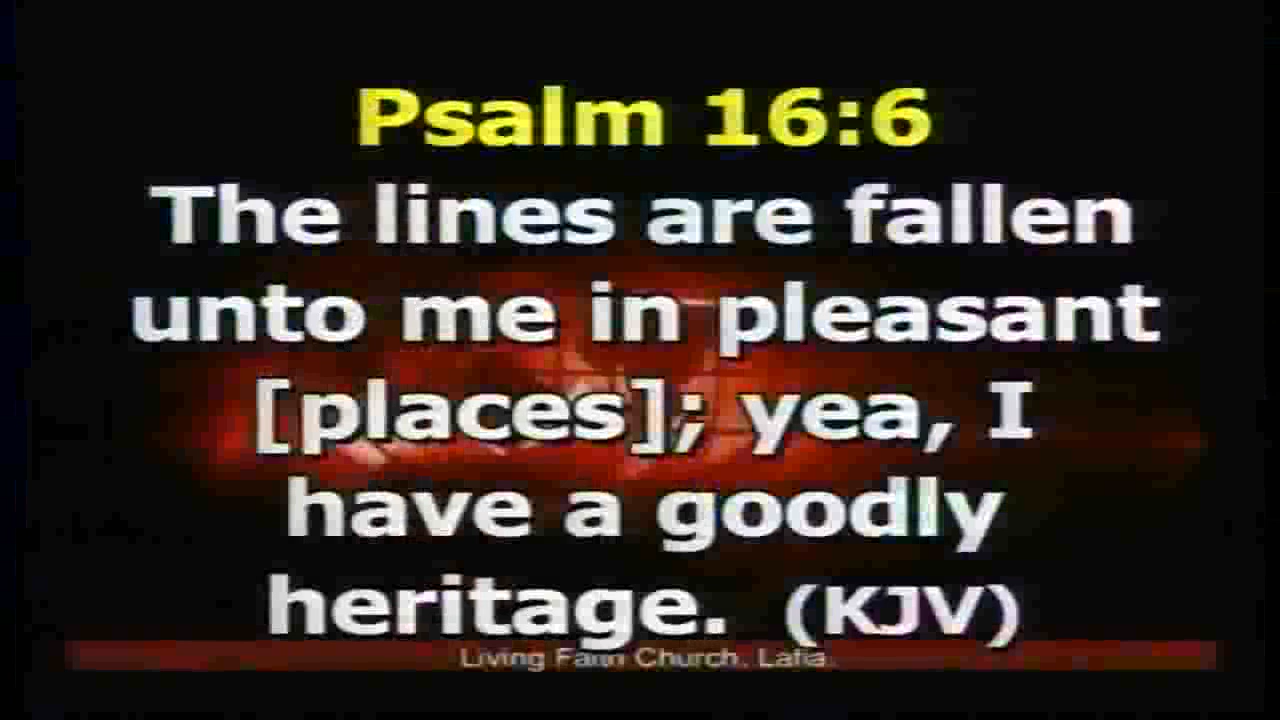 Psalm 16:6
The lines are fallen
unto me in pleasant
[places]; yea, I
have a goodly
heritage. (KJV)
Living Faith Church. Lafia.